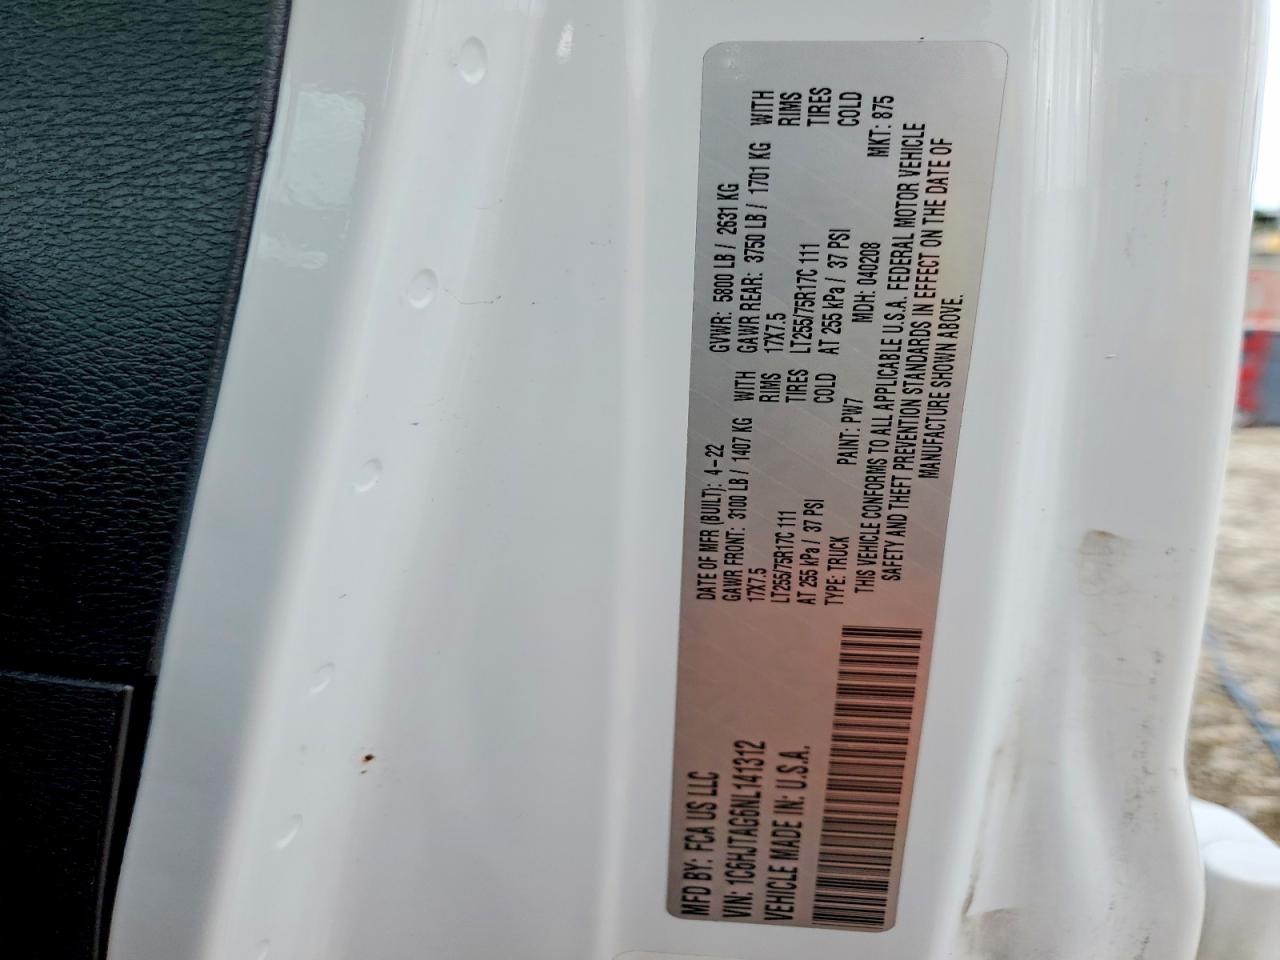 MFD BY: FCA US LLC
DATE OF MFR (BUILT): 4-22
GVWR: 5800 LB / 2631 KG
VIN: 1C6HJTAG6NL141312
GAWR FRONT: 3100 LB / 1407 KG WITH
GAWR REAR: 3750 LB / 1701 KG WITH
VEHICLE MADE IN: U.S.A.
17X7.5 RIMS
17X7.5 RIMS
LT255/75R17C 111 TIRES
LT255/75R17C 111 TIRES
AT 255 kPa / 37 PSI COLD
AT 255 kPa / 37 PSI COLD
TYPE: TRUCK PAINT: PW7 MDH: 040208 MKT: 875
THIS VEHICLE CONFORMS TO ALL APPLICABLE U.S.A. FEDERAL MOTOR VEHICLE
SAFETY AND THEFT PREVENTION STANDARDS IN EFFECT ON THE DATE OF
MANUFACTURE SHOWN ABOVE.